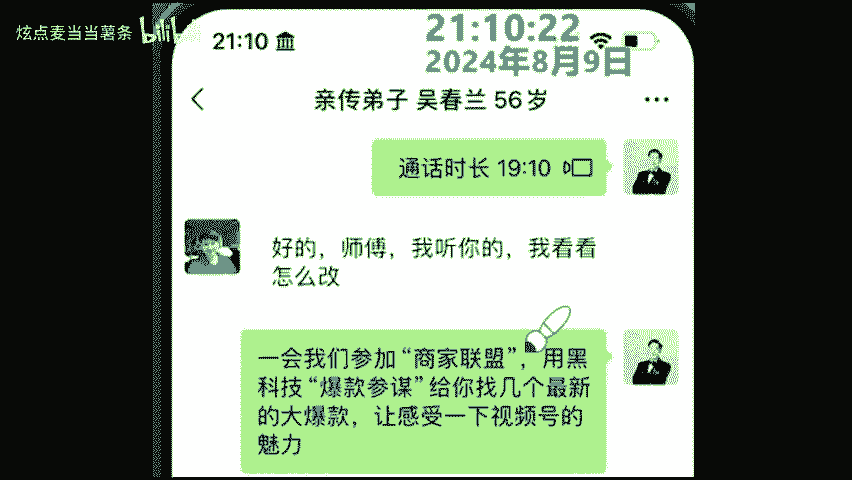 炫点麦当当薯条 bilibili
21:10:22
21:10
2024年8月9日
亲传弟子 吴春兰 56岁
通话时长 19:10
好的，师傅，我听你的，我看看
怎么改
一会我们参加“商家联盟”，用黑
科技“爆款参谋”给你找几个最新
的大爆款，让感受一下视频号的
魅力